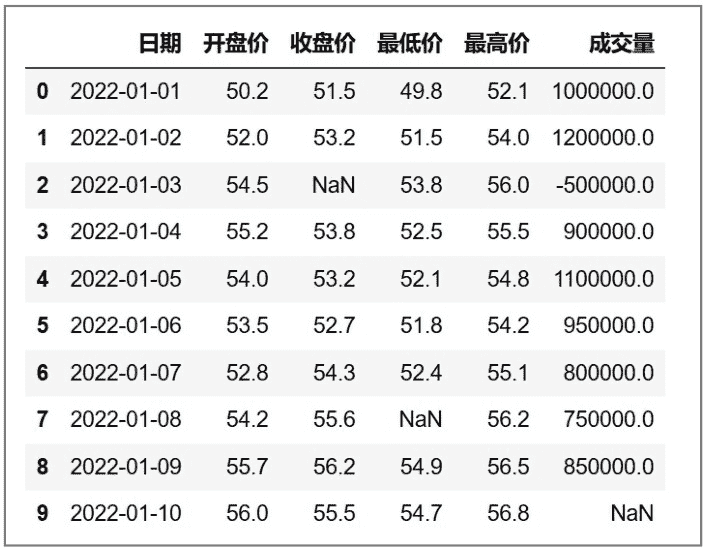 日期 开盘价 收盘价 最低价 最高价 成交量
0 2022-01-01 50.2 51.5 49.8 52.1 1000000.0
1 2022-01-02 52.0 53.2 51.5 54.0 1200000.0
2 2022-01-03 54.5 NaN 53.8 56.0 -500000.0
3 2022-01-04 55.2 53.8 52.5 55.5 900000.0
4 2022-01-05 54.0 53.2 52.1 54.8 1100000.0
5 2022-01-06 53.5 52.7 51.8 54.2 950000.0
6 2022-01-07 52.8 54.3 52.4 55.1 800000.0
7 2022-01-08 54.2 55.6 NaN 56.2 750000.0
8 2022-01-09 55.7 56.2 54.9 56.5 850000.0
9 2022-01-10 56.0 55.5 54.7 56.8 NaN